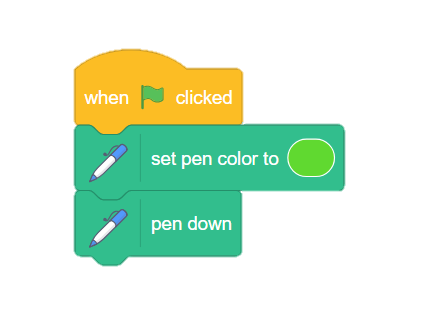 when clicked
set pen color to
pen down